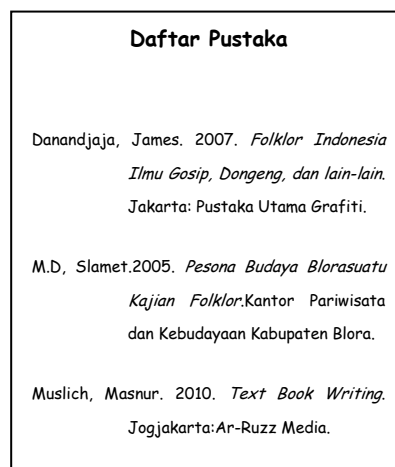 Daftar Pustaka
Danandjaja, James. 2007. Folklor Indonesia
Ilmu Gosip, Dongeng, dan lain-lain.
Jakarta: Pustaka Utama Grafiti.
M.D, Slamet.2005. Pesona Budaya Blorasuatu
Kajian Folklor.Kantor Pariwisata
dan Kebudayaan Kabupaten Blora.
Muslich, Masnur. 2010. Text Book Writing.
Jogjakarta:Ar-Ruzz Media.